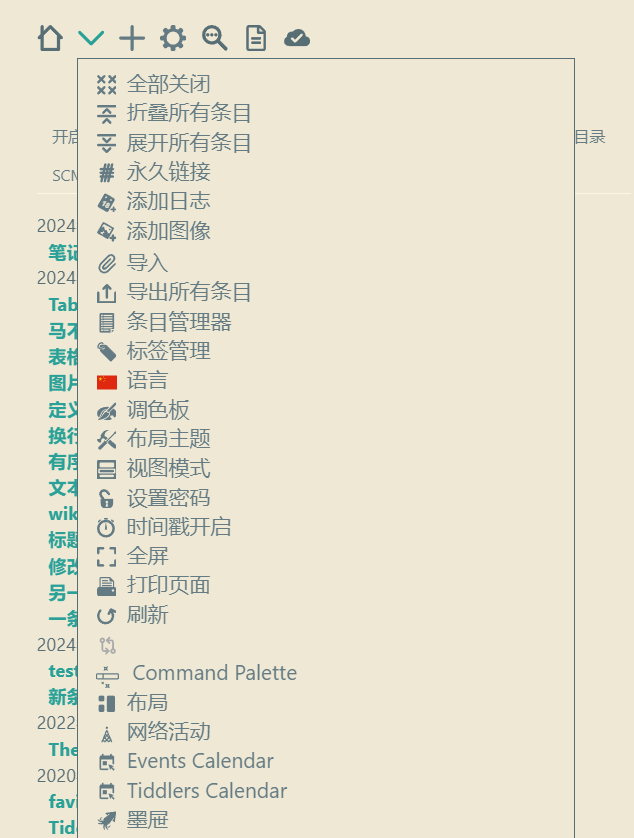 全部关闭
折叠所有条目
开启
目录
展开所有条目
永久链接
SCM
添加日志
2024
添加图像
笔记
导入
2024
导出所有条目
Tab
条目管理器
马不
标签管理
表格
语言
图片
调色板
定义
布局主题
换行
视图模式
有序
设置密码
文本
时间戳开启
wik
标题
全屏
修改
打印页面
另一
刷新
一条
2024
Command Palette
test
布局
新条
网络活动
2022
The
Events Calendar
2020
Tiddlers Calendar
favi
墨屉
Tid